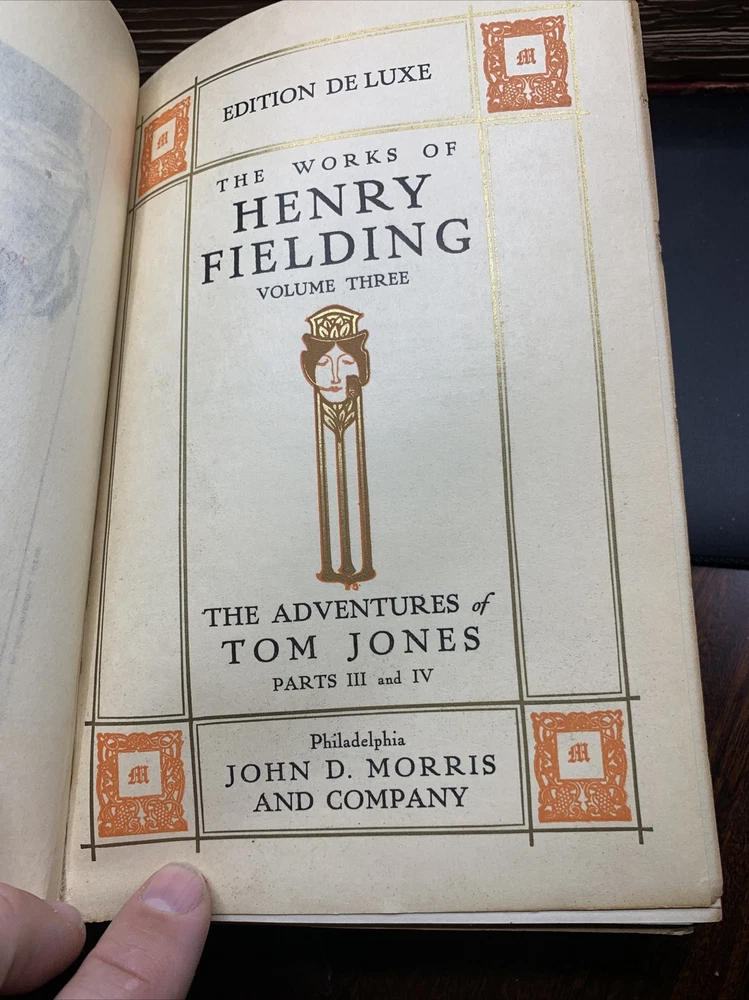 EDITION DE LUXE
M
M
THE WORKS OF
HENRY
FIELDING
VOLUME THREE
THE ADVENTURES of
TOM JONES
PARTS III and IV
Philadelphia
JOHN D. MORRIS
AND COMPANY
M
M